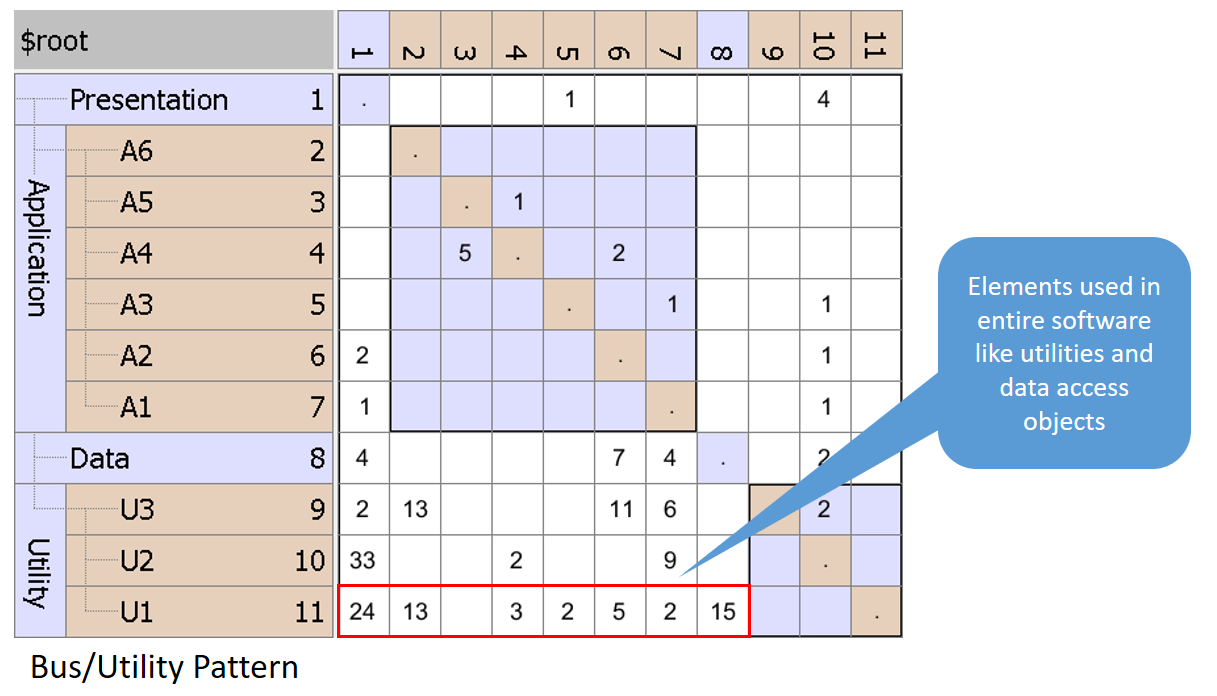 $root 1 2 3 4 5 6 7 8 9 10 11
Presentation 1 . 1 4
Application
A6 2 .
A5 3 . 1
A4 4 5 . 2
A3 5 . 1 1
A2 6 2 . 1
A1 7 1 . 1
Data 8 4 7 4 . 2
Utility
U3 9 2 13 11 6 2
U2 10 33 2 9 .
U1 11 24 13 3 2 5 2 15 .
Elements used in
entire software
like utilities and
data access
objects
Bus/Utility Pattern